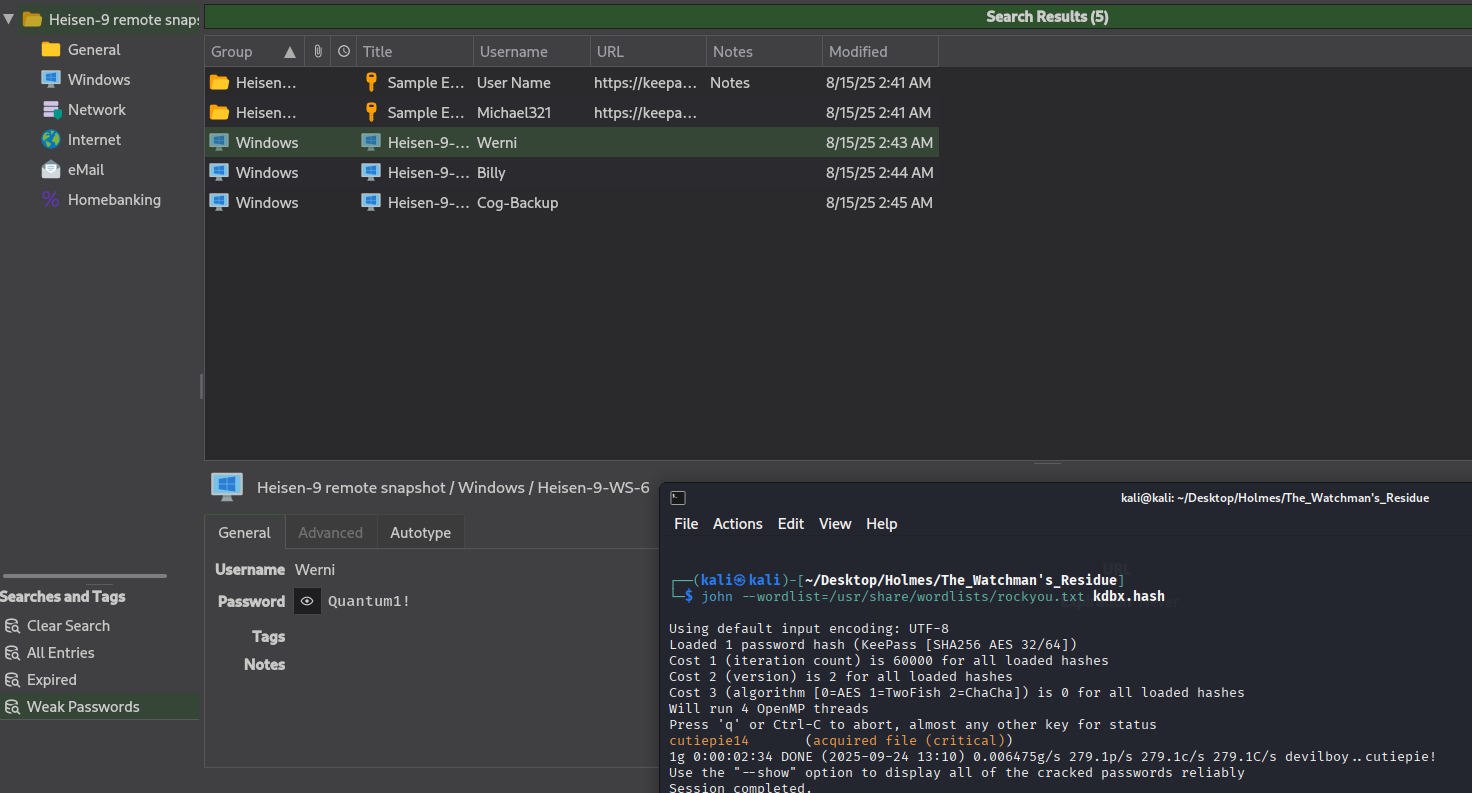 Heisen-9 remote snaps
General
Windows
Network
Internet
eMail
Homebanking
Searches and Tags
Clear Search
All Entries
Expired
Weak Passwords
Search Results (5)
Group Title Username URL Notes Modified
Heisen... Sample E... User Name https://keepa... Notes 8/15/25 2:41 AM
Heisen... Sample E... Michael321 https://keepa... 8/15/25 2:41 AM
Windows Heisen-9-... Werni 8/15/25 2:43 AM
Windows Heisen-9-... Billy 8/15/25 2:44 AM
Windows Heisen-9-... Cog-Backup 8/15/25 2:45 AM
Heisen-9 remote snapshot / Windows / Heisen-9-WS-6
General Advanced Autotype
Username Werni
Password Quantum1!
Tags
Notes
kali@kali: ~/Desktop/Holmes/The_Watchman's_Residue
File Actions Edit View Help
URL
┌──(kali㉿kali)-[~/Desktop/Holmes/The_Watchman's_Residue]
└─$ john --wordlist=/usr/share/wordlists/rockyou.txt kdbx.hash
Using default input encoding: UTF-8
Loaded 1 password hash (KeePass [SHA256 AES 32/64])
Cost 1 (iteration count) is 60000 for all loaded hashes
Cost 2 (version) is 2 for all loaded hashes
Cost 3 (algorithm [0=AES 1=TwoFish 2=ChaCha]) is 0 for all loaded hashes
Will run 4 OpenMP threads
Press 'q' or Ctrl-C to abort, almost any other key for status
cutiepie14 (acquired file (critical))
1g 0:00:02:34 DONE (2025-09-24 13:10) 0.006475g/s 279.1p/s 279.1c/s 279.1C/s devilboy..cutiepie!
Use the "--show" option to display all of the cracked passwords reliably
Session completed.